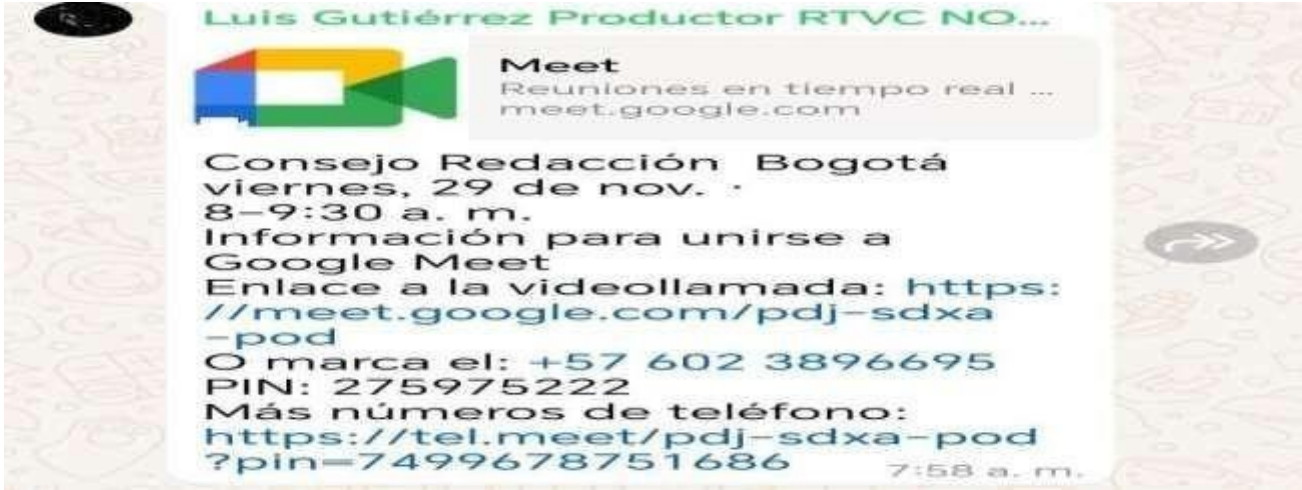 Luis Gutiérrez Productor RTVC NO...
Meet
Reuniones en tiempo real ...
meet.google.com
Consejo Redacción Bogotá
viernes, 29 de nov. ·
8–9:30 a. m.
Información para unirse a
Google Meet
Enlace a la videollamada: https:
//meet.google.com/pdj-sdxa
-pod
O marca el: +57 602 3896695
PIN: 275975222
Más números de teléfono:
https://tel.meet/pdj-sdxa-pod
?pin=7499678751686
7:58 a. m.